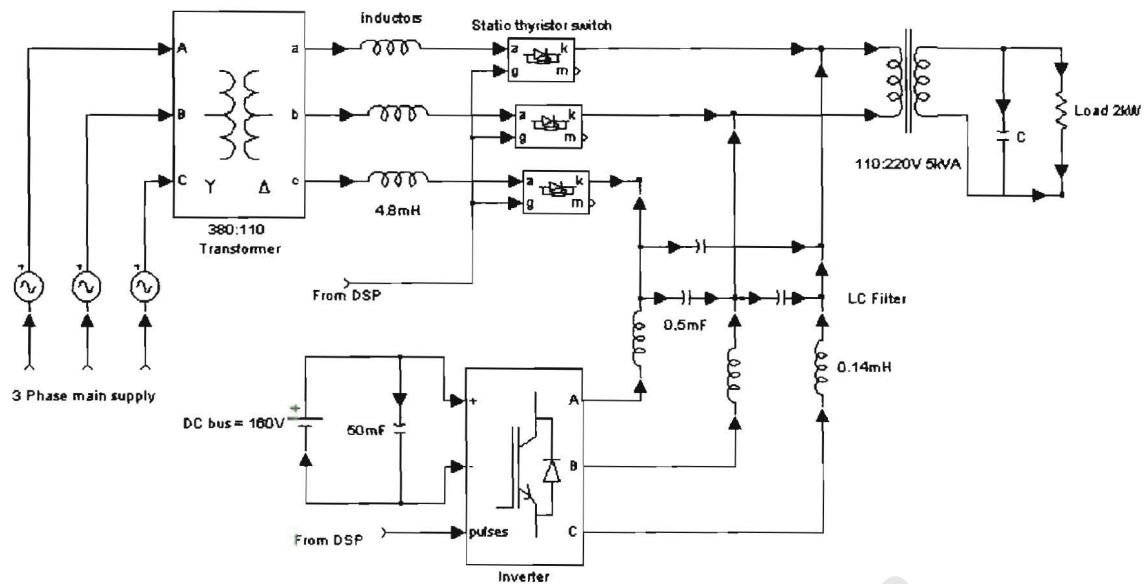 inductors
Static thyristor switch
A
a
a
k
g
m
B
b
a
k
g
m
Load 2kW
C
110:220V 5kVA
C
c
a
k
g
m
Y
Δ
4.8mH
380:110
Transformer
+
+
+
From DSP
LC Filter
0.5mF
3 Phase main supply
0.14mH
+
DC bus = 160V
50mF
+
A
-
B
From DSP
pulses
C
Inverter